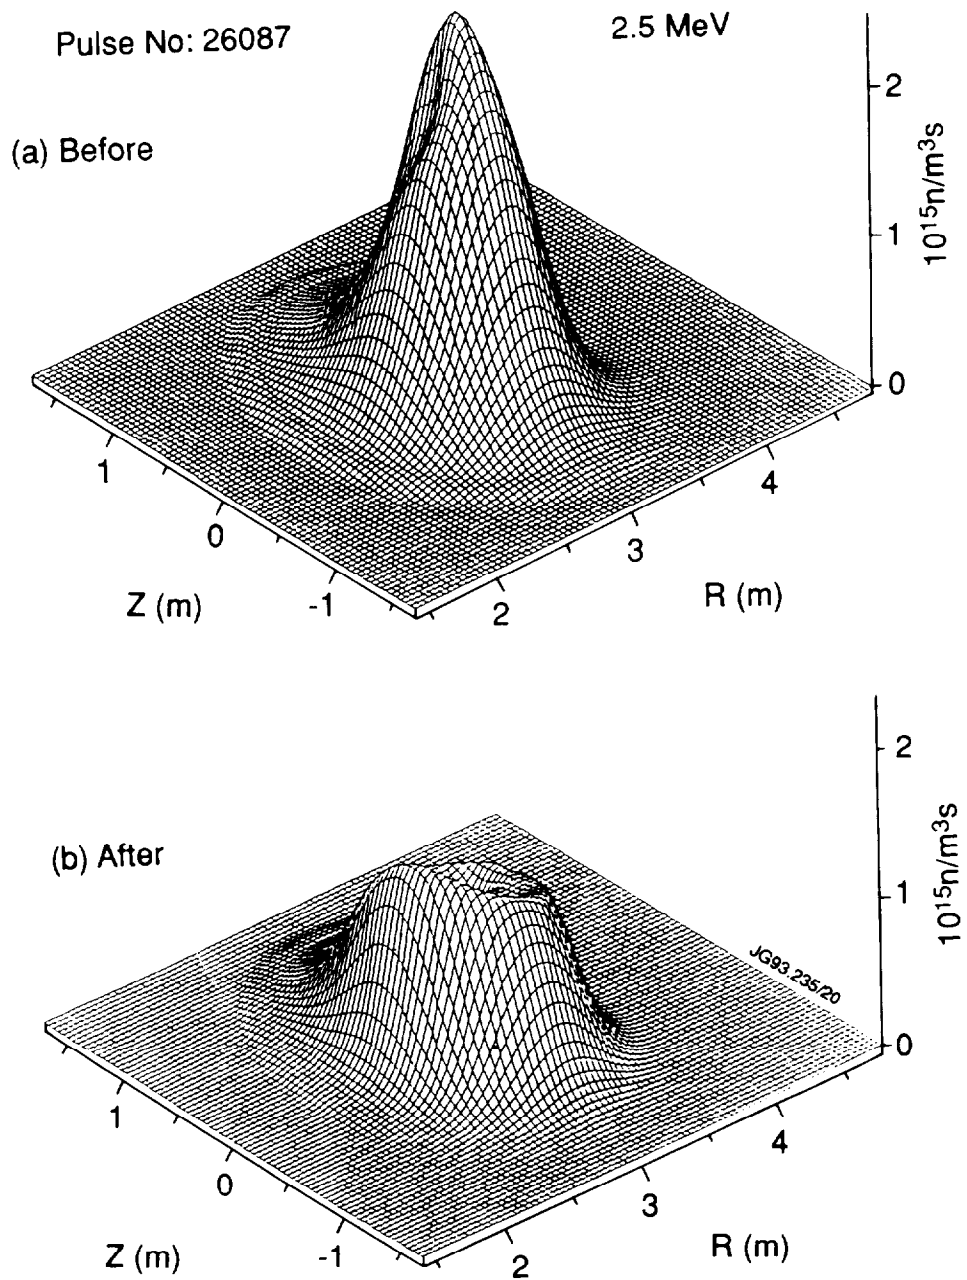 Pulse No: 26087
2.5 MeV
(a) Before
2
1
0
10¹⁵n/m³s
1
0
-1
Z (m)
2
3
4
R (m)
(b) After
2
1
0
10¹⁵n/m³s
JG93.235/20
1
0
-1
Z (m)
2
3
4
R (m)